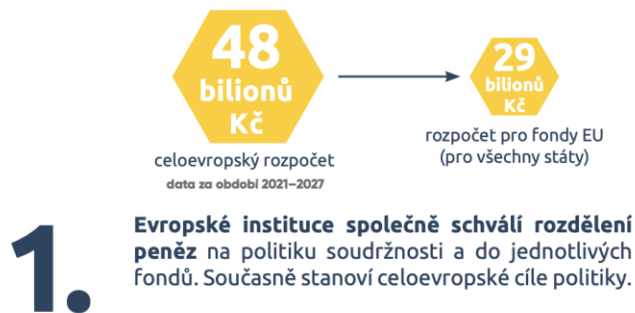 48
bilionů
Kč
29
bilionů
Kč
celoevropský rozpočet
data za období 2021–2027
rozpočet pro fondy EU
(pro všechny státy)
1.
Evropské instituce společně schválí rozdělení
peněz na politiku soudržnosti a do jednotlivých
fondů. Současně stanoví celoevropské cíle politiky.